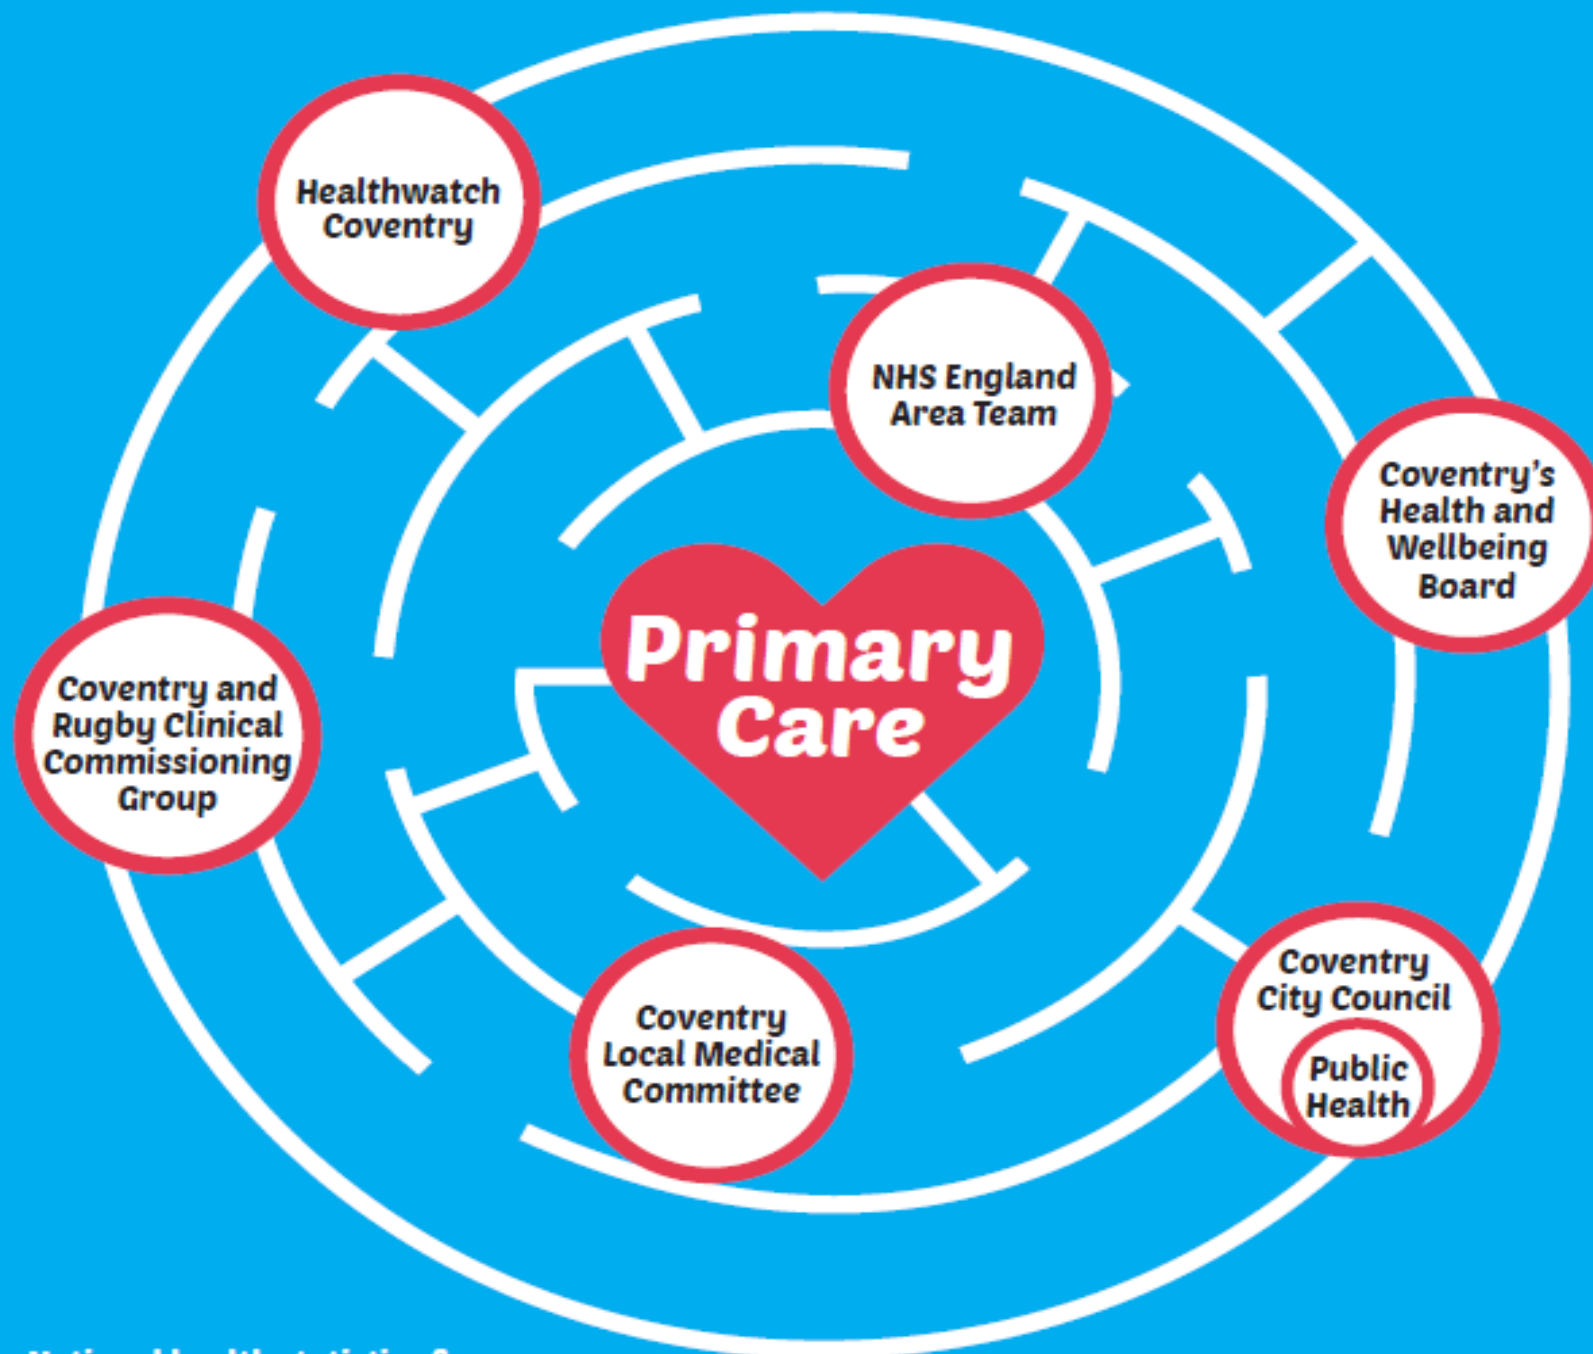 Healthwatch
Coventry
NHS England
Area Team
Coventry's
Health and
Wellbeing
Board
Primary
Care
Coventry and
Rugby Clinical
Commissioning
Group
Coventry
City Council
Public
Health
Coventry
Local Medical
Committee